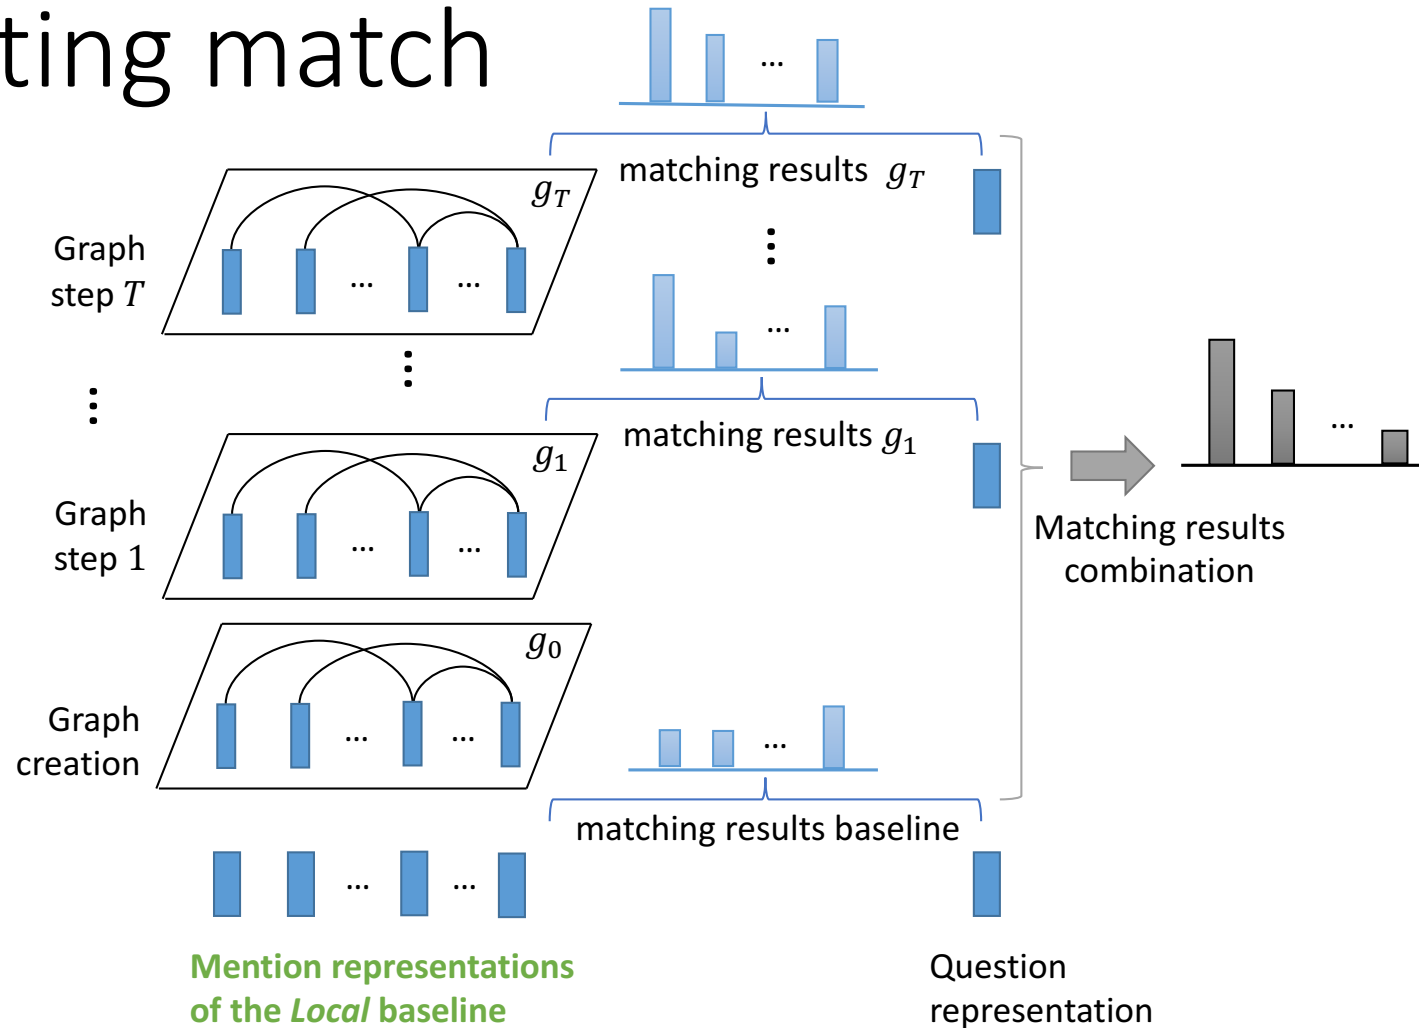 ting match
...
matching results g_T
g_T
Graph
step T
... ...
...
matching results g_1
g_1
Graph
step 1
... ...
...
Matching results
combination
g_0
Graph
creation
... ...
...
matching results baseline
... ...
Mention representations
of the Local baseline
Question
representation